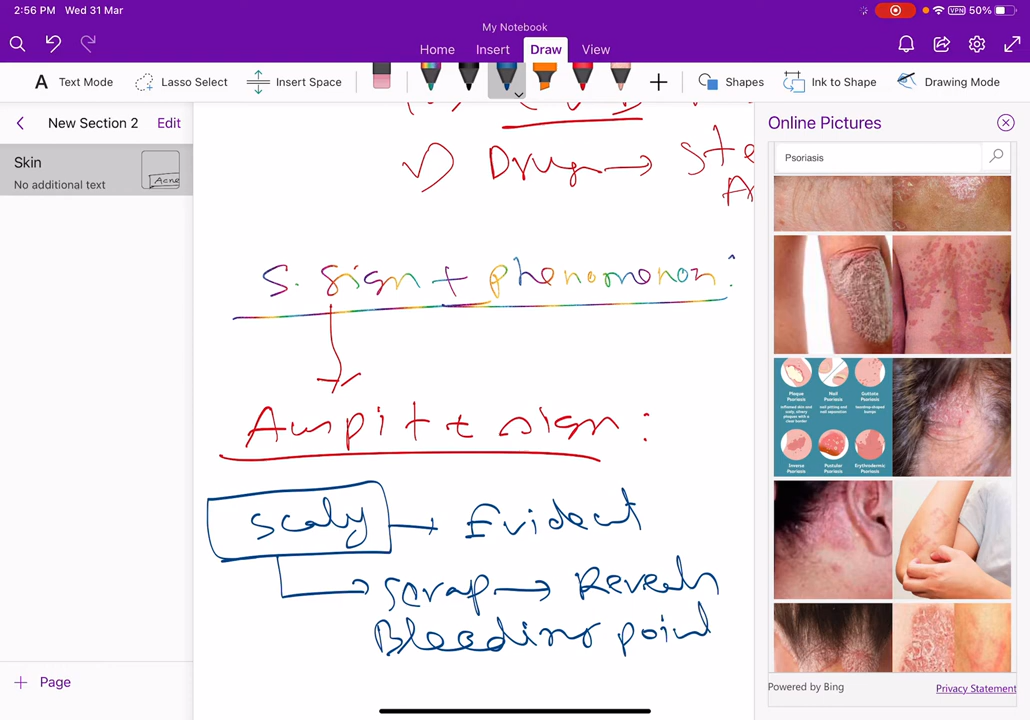 2:56 PM Wed 31 Mar
VPN 50%
My Notebook
Home Insert Draw View
Text Mode Lasso Select Insert Space Shapes Ink to Shape Drawing Mode
New Section 2 Edit
Skin
No additional text
Acne
v) Drug → Ste
S. sign + phenomonon:
Auspitz sign:
Scaly → Evident
Scrap → Reveals
Bleeding point
Page
Online Pictures
Psoriasis
Plaque Psoriasis Nail Psoriasis Guttate Psoriasis
Inverse Psoriasis Pustular Psoriasis Erythrodermic Psoriasis
Powered by Bing Privacy Statement